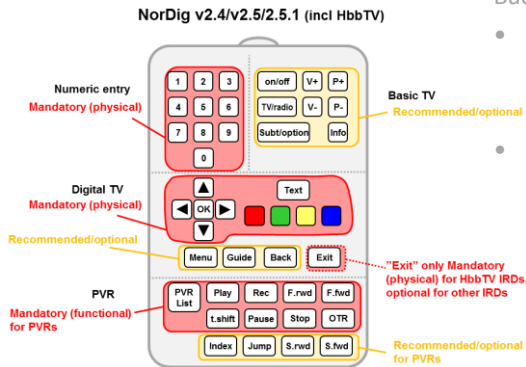 NorDig v2.4/v2.5/2.5.1 (incl HbbTV)
Numeric entry
Mandatory (physical)
1 2 3
4 5 6
7 8 9
0
on/off V+ P+
TV/radio V- P-
Subt/option Info
Basic TV
Recommended/optional
Digital TV
Mandatory (physical)
OK
Text
Recommended/optional
Menu Guide Back Exit
"Exit" only Mandatory
(physical) for HbbTV IRDs,
optional for other IRDs
PVR
Mandatory (functional)
for PVRs
PVR List Play Rec F.rwd F.fwd
t.shift Pause Stop OTR
Index Jump S.rwd S.fwd
Recommended/optional
for PVRs